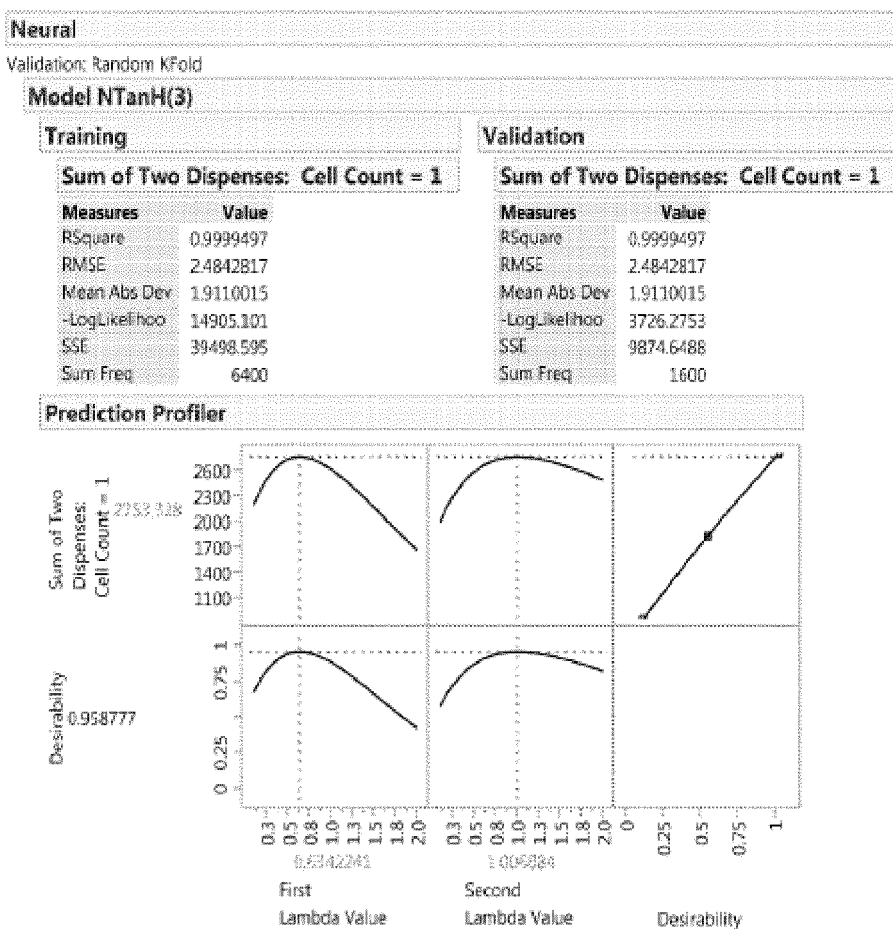 Neural
Validation: Random KFold
Model NTanH(3)
Training
Validation
Sum of Two Dispenses: Cell Count = 1
Sum of Two Dispenses: Cell Count = 1
Measures Value
RSquare 0.9999497
RMSE 2.4842817
Mean Abs Dev 1.9110015
-LogLikelihoo 14905.101
SSE 39498.595
Sum Freq 6400
Measures Value
RSquare 0.9999497
RMSE 2.4842817
Mean Abs Dev 1.9110015
-LogLikelihoo 3726.2753
SSE 9874.6488
Sum Freq 1600
Prediction Profiler
Sum of Two
Dispenses:
Cell Count = 1
2600
2300
2000
1700
1400
1100
Desirability
0.958777
1
0.75
0.25
0
0.3 0.5 0.8 1.0 1.3 1.5 1.8 2.0
0.3 0.5 0.8 1.0 1.3 1.5 1.8 2.0
0 0.25 0.5 0.75 1
0.6342241
First
Lambda Value
Second
Lambda Value
Desirability